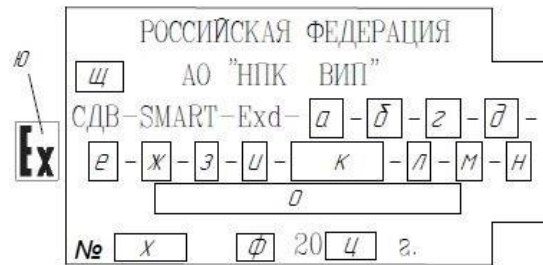 РОССИЙСКАЯ ФЕДЕРАЦИЯ
Ю
Щ АО "НПК ВИП"
СДВ-SMART-Exd- а - б - г - д -
Ex
е - ж - з - и - к - л - м - н
о
№ Х Ф 20 Ц г.